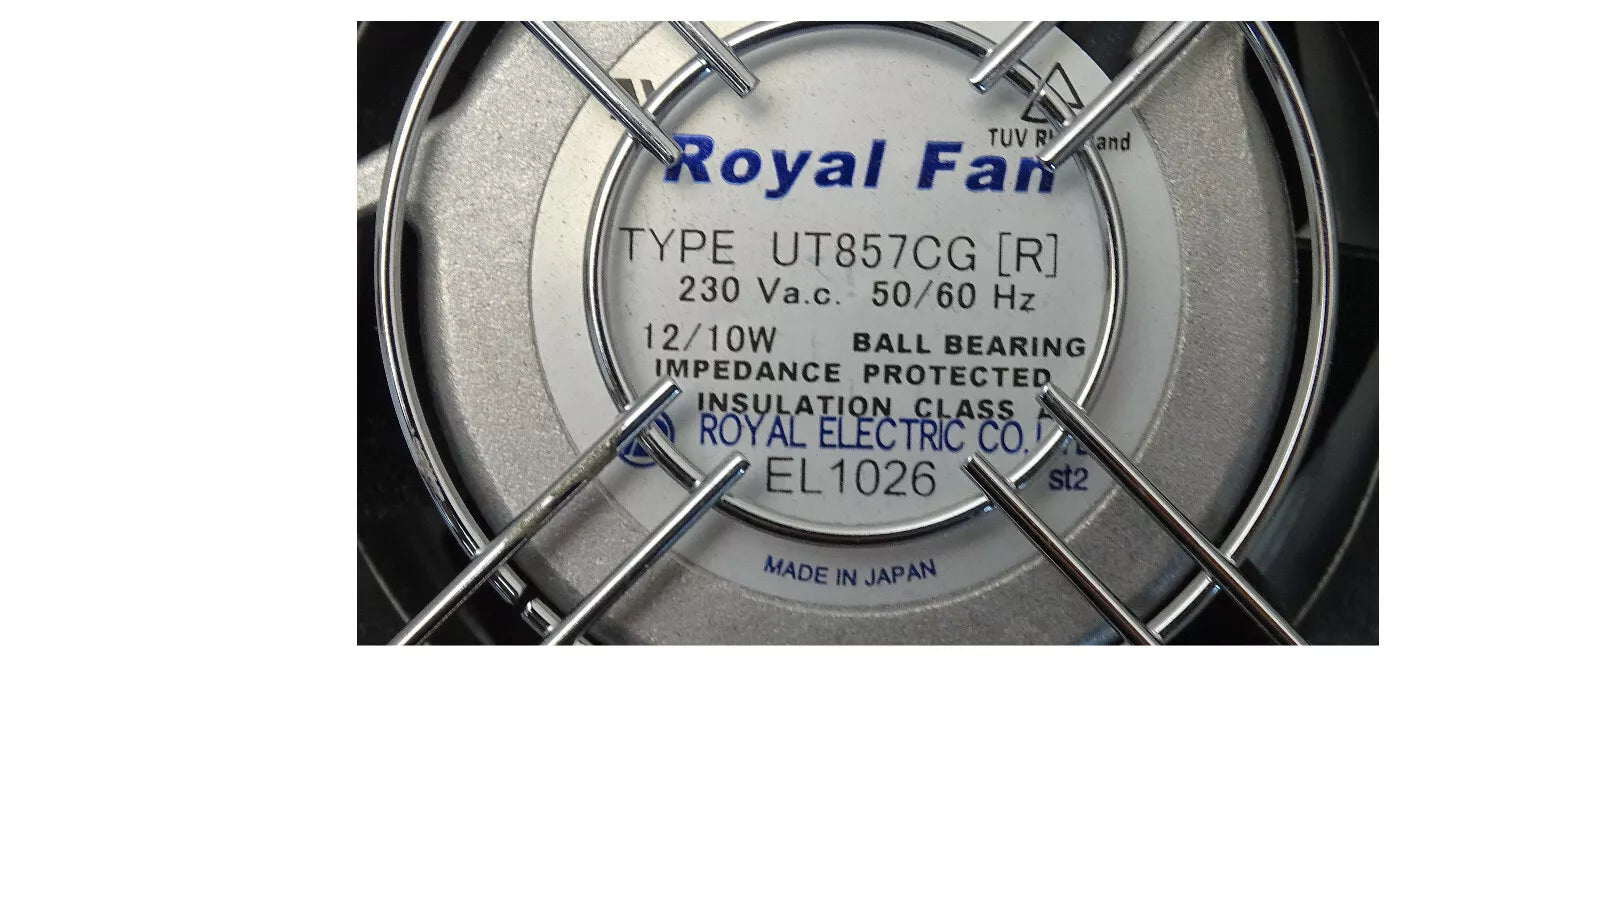 TUV
Royal Fan
TYPE UT857CG [R]
230 Va.c. 50/60 Hz
12/10W BALL BEARING
IMPEDANCE PROTECTED
INSULATION CLASS
ROYAL ELECTRIC CO.
EL1026 st2
MADE IN JAPAN